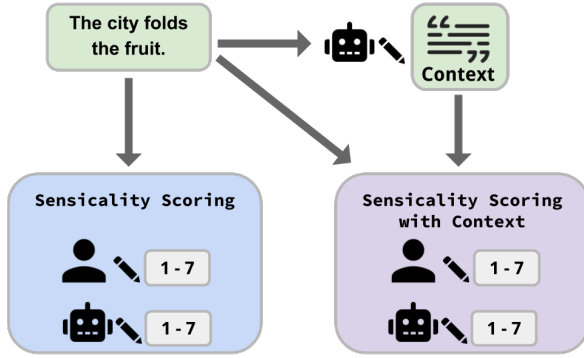 The city folds
the fruit.
Context
Sensicality Scoring
1 - 7
1 - 7
Sensicality Scoring
with Context
1 - 7
1 - 7